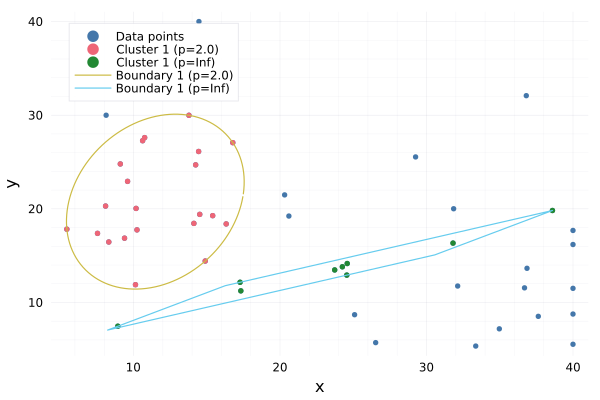 40
30
20
10
y
Data points
Cluster 1 (p=2.0)
Cluster 1 (p=Inf)
Boundary 1 (p=2.0)
Boundary 1 (p=Inf)
10 20 30 40
x